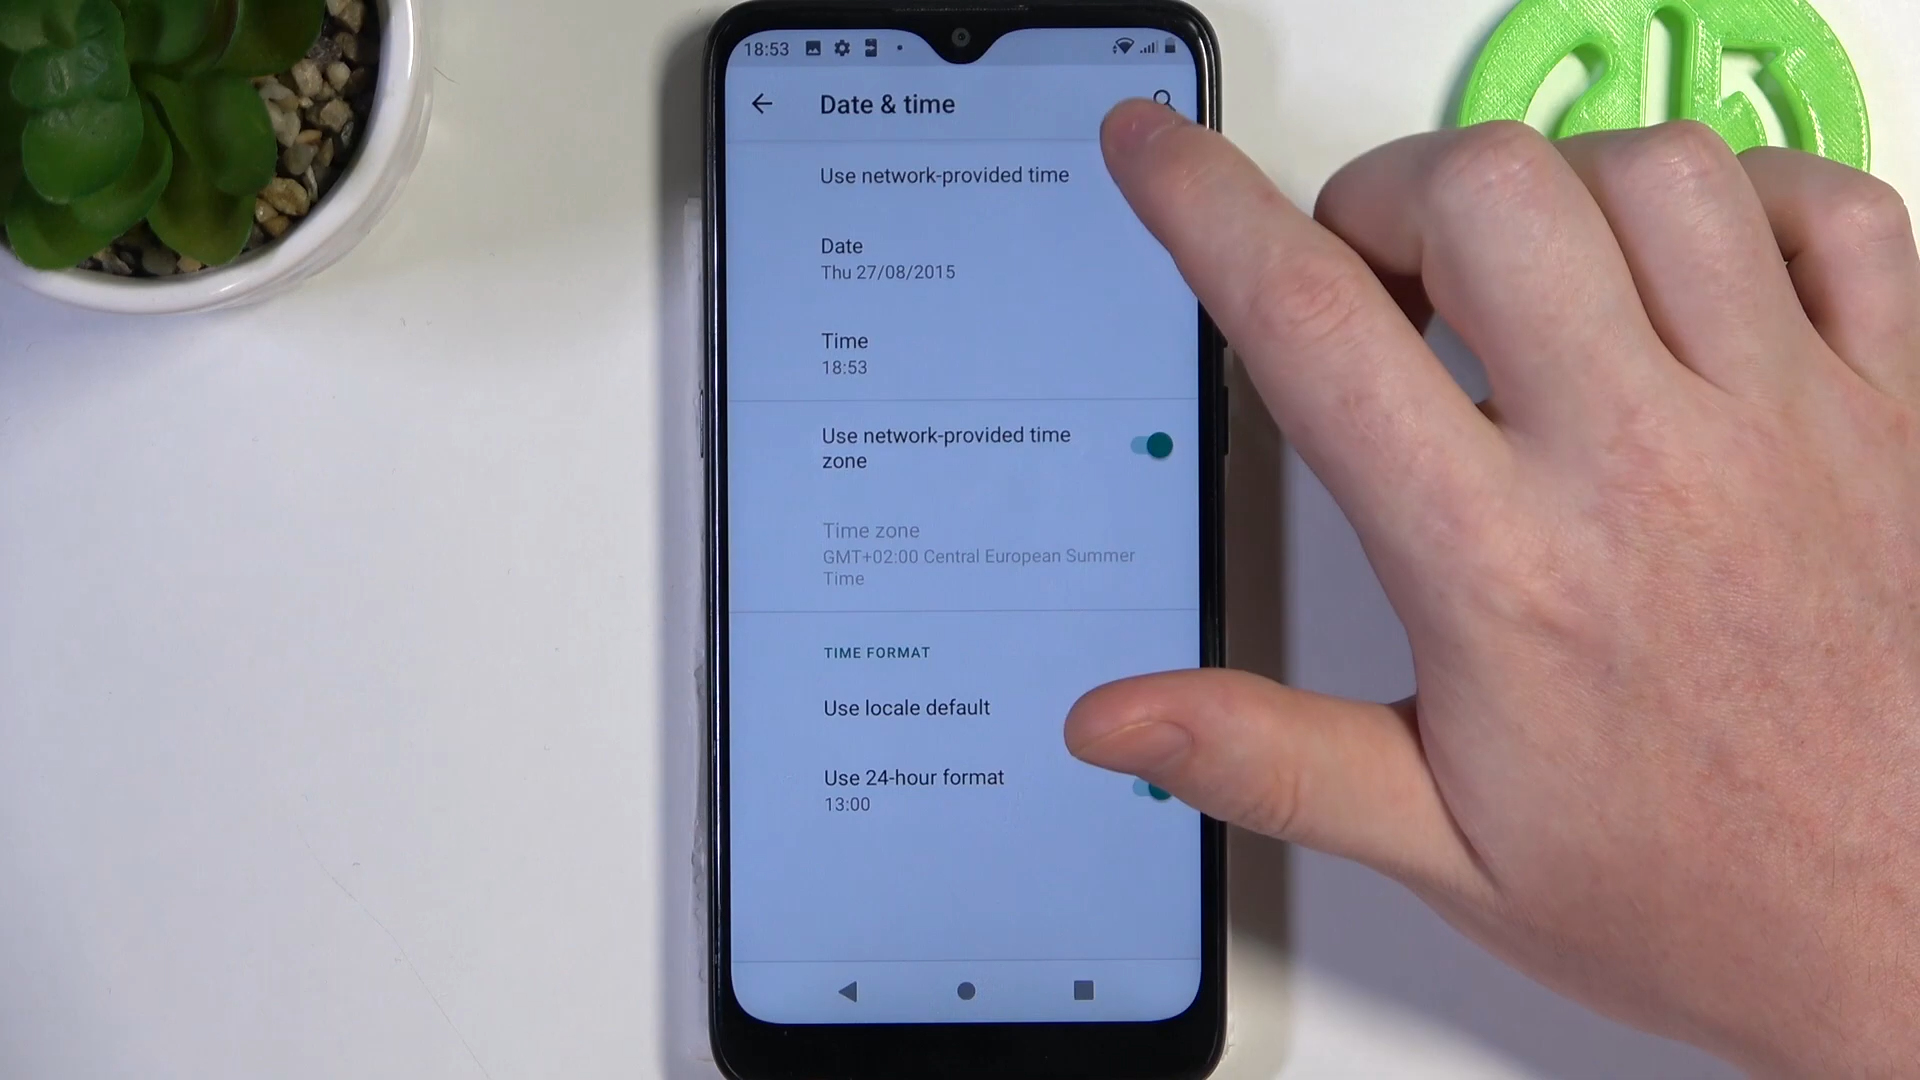 18:53
Date & time
Use network-provided time
Date
Thu 27/08/2015
Time
18:53
Use network-provided time
zone
Time zone
GMT+02:00 Central European Summer
Time
TIME FORMAT
Use locale default
Use 24-hour format
13:00